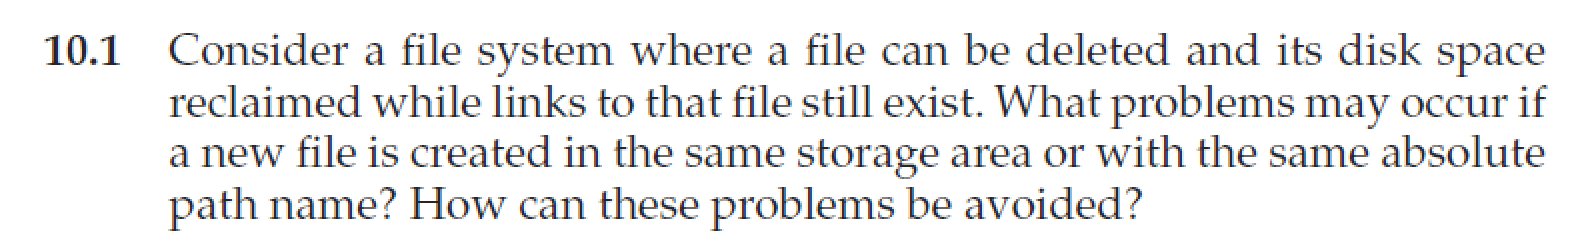 10.1 Consider a file system where a file can be deleted and its disk space
reclaimed while links to that file still exist. What problems may occur if
a new file is created in the same storage area or with the same absolute
path name? How can these problems be avoided?